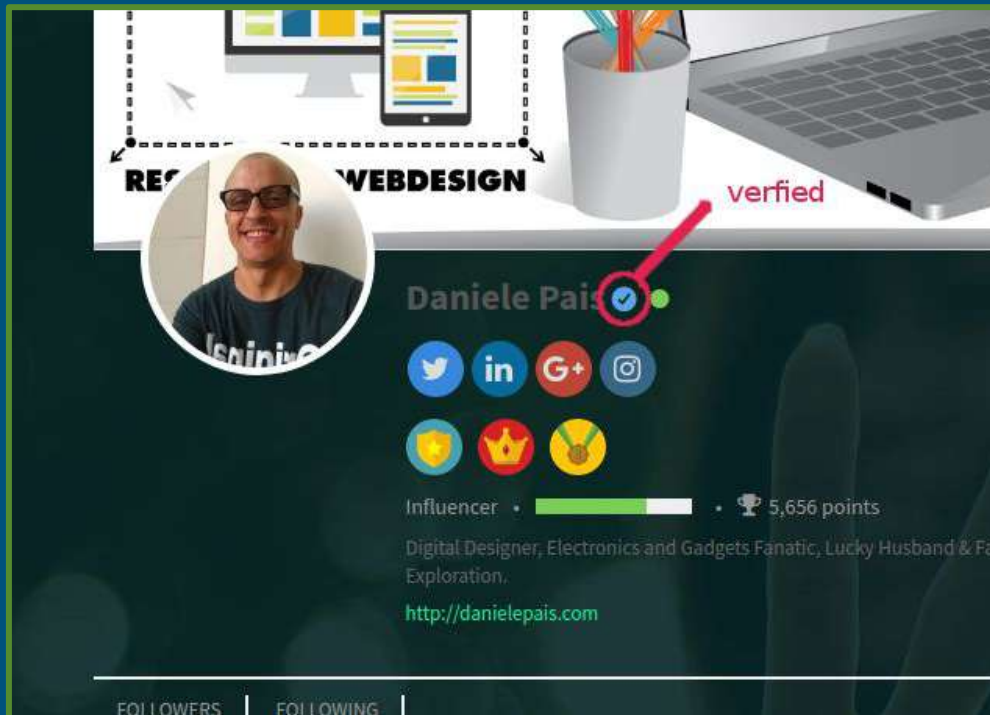 WEBDESIGN
verfied
Daniele Pais
in G+
Influencer • • 5,656 points
Digital Designer, Electronics and Gadgets Fanatic, Lucky Husband &
Exploration.
http://danielepais.com
FOLLOWERS FOLLOWING